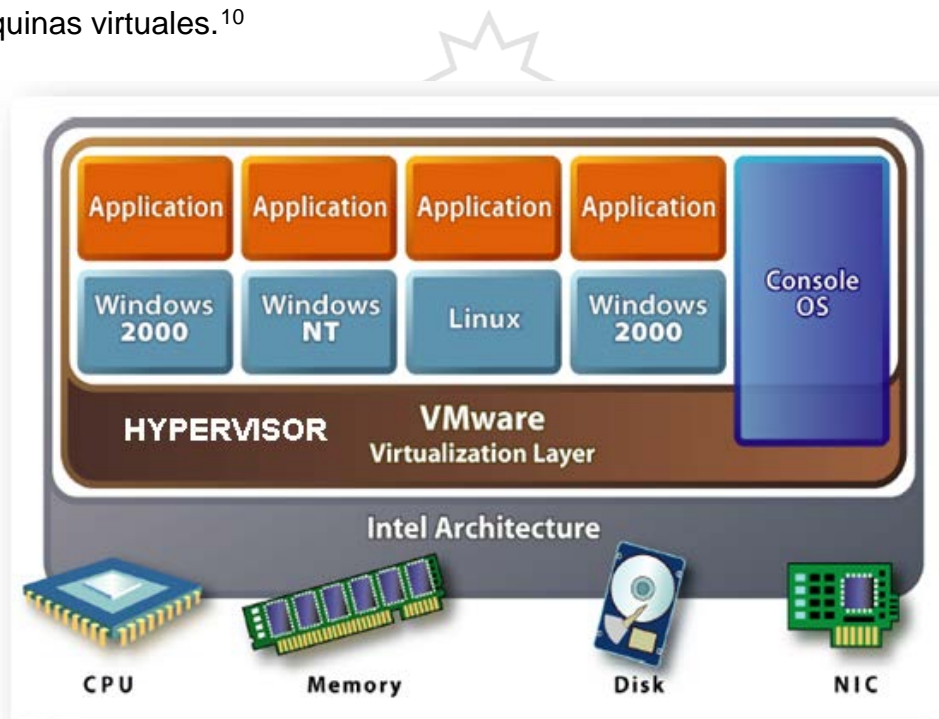 quinas virtuales.10
Application Application Application Application
Windows 2000 Windows NT Linux Windows 2000
Console OS
HYPERVISOR
VMware
Virtualization Layer
Intel Architecture
CPU Memory Disk NIC